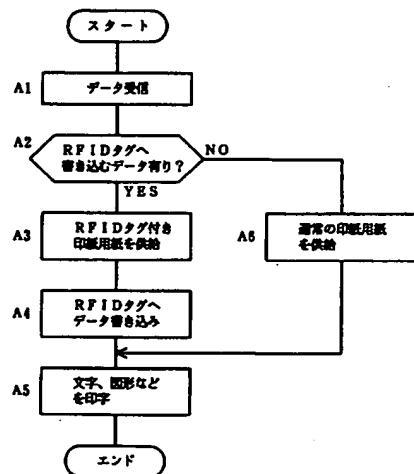 スタート
A1
データ受信
A2
RFIDタグへ
書き込むデータ有り?
NO
YES
A3
RFIDタグ付き
印紙用紙を供給
A6
通常の印紙用紙
を供給
A4
RFIDタグへ
データ書き込み
A5
文字、図形など
を印字
エンド